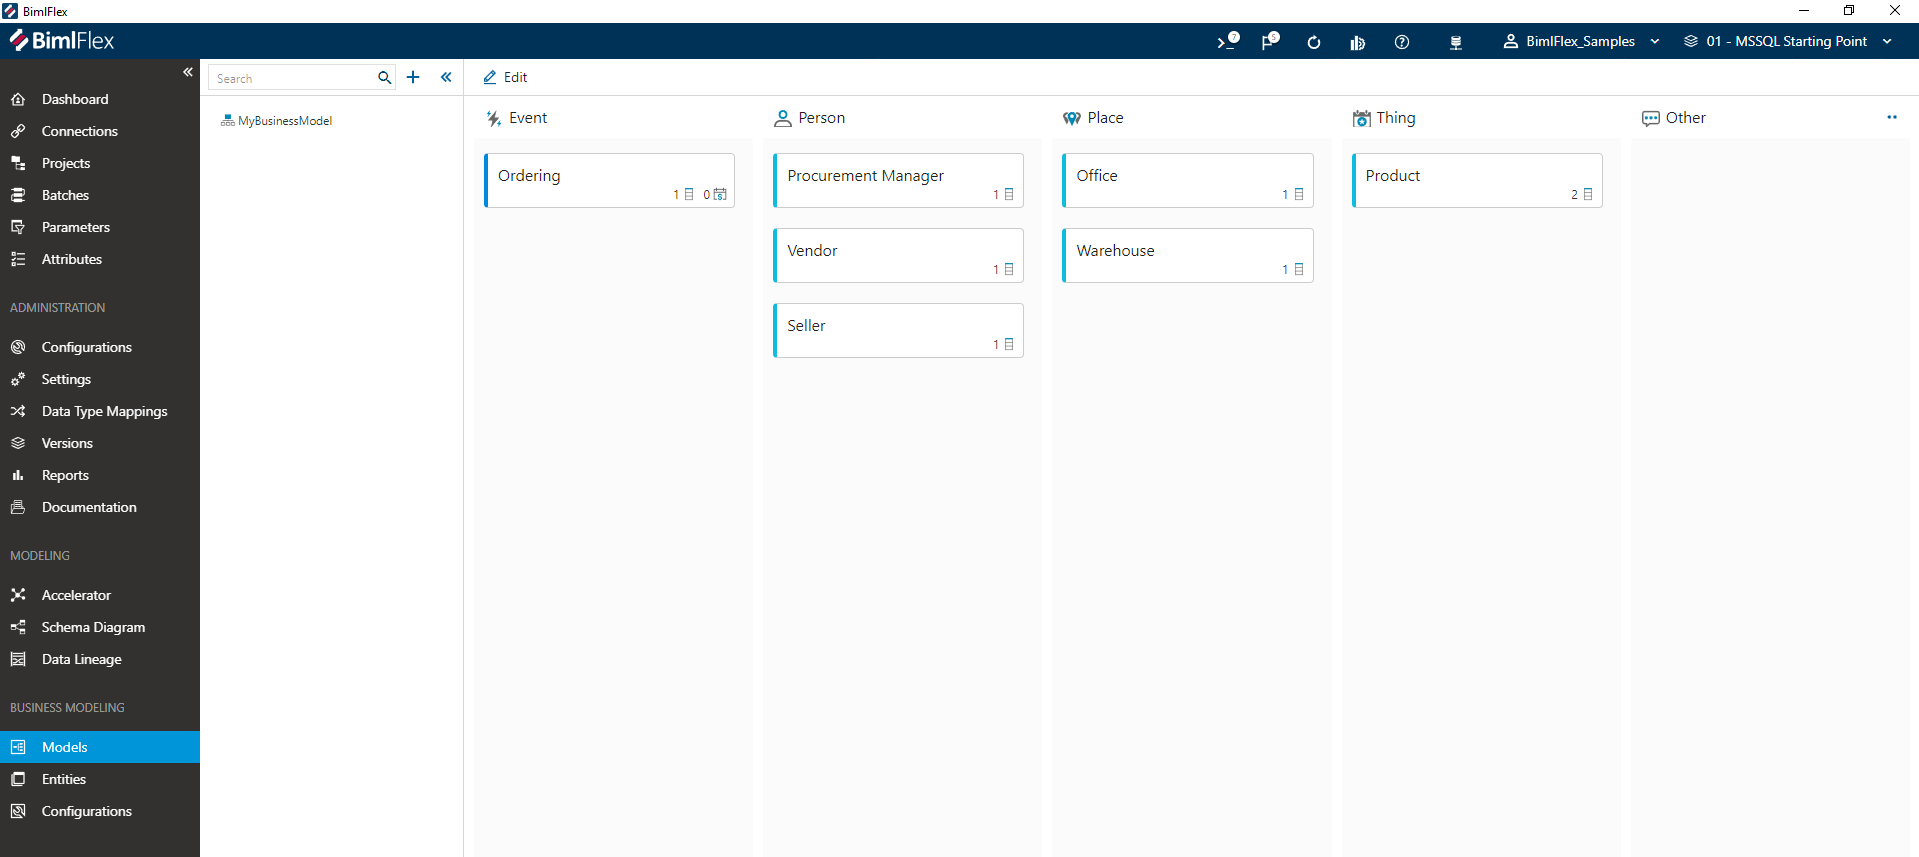 BimlFlex
BimlFlex
7
5
BimlFlex_Samples
01 - MSSQL Starting Point
Dashboard
Connections
Projects
Batches
Parameters
Attributes
ADMINISTRATION
Configurations
Settings
Data Type Mappings
Versions
Reports
Documentation
MODELING
Accelerator
Schema Diagram
Data Lineage
BUSINESS MODELING
Models
Entities
Configurations
Search
MyBusinessModel
Edit
Event
Ordering
1 0
Person
Procurement Manager
1
Vendor
1
Seller
1
Place
Office
1
Warehouse
1
Thing
Product
2
Other